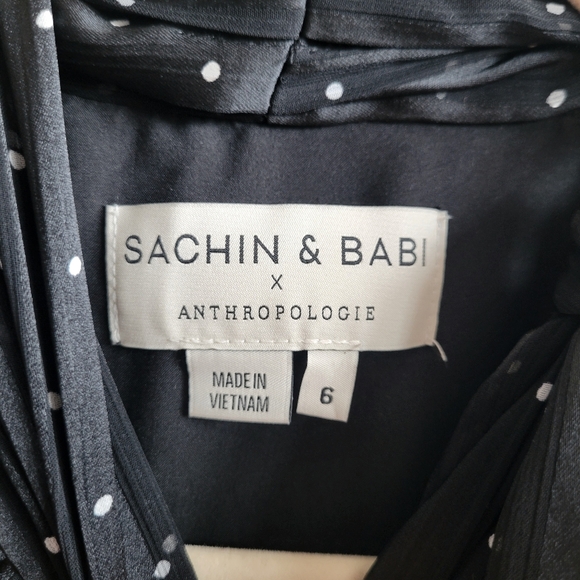 SACHIN & BABI
X
ANTHROPOLOGIE
MADE IN
VIETNAM
6